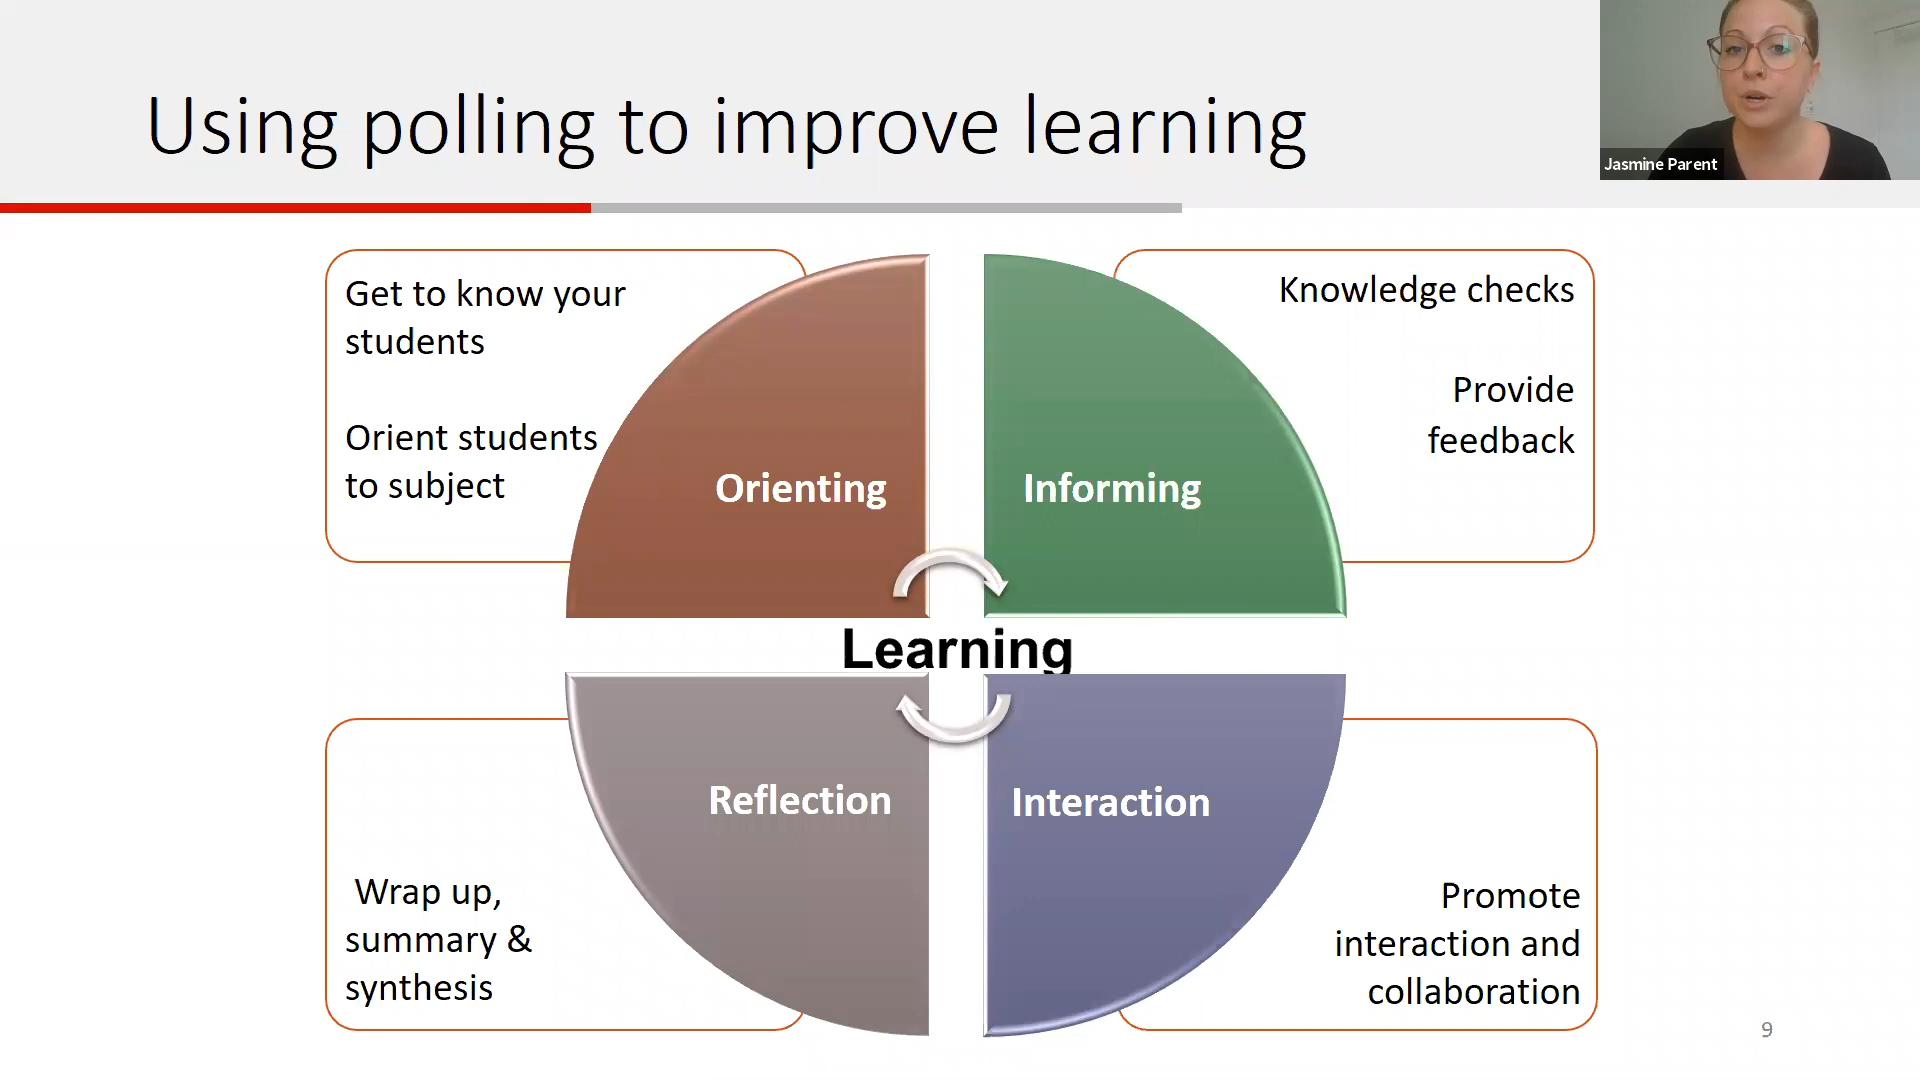 Using polling to improve learning
Jasmine Parent
Get to know your
students
Orient students
to subject
Orienting
Knowledge checks
Provide
feedback
Informing
Learning
Reflection
Wrap up,
summary &
synthesis
Interaction
Promote
interaction and
collaboration
9